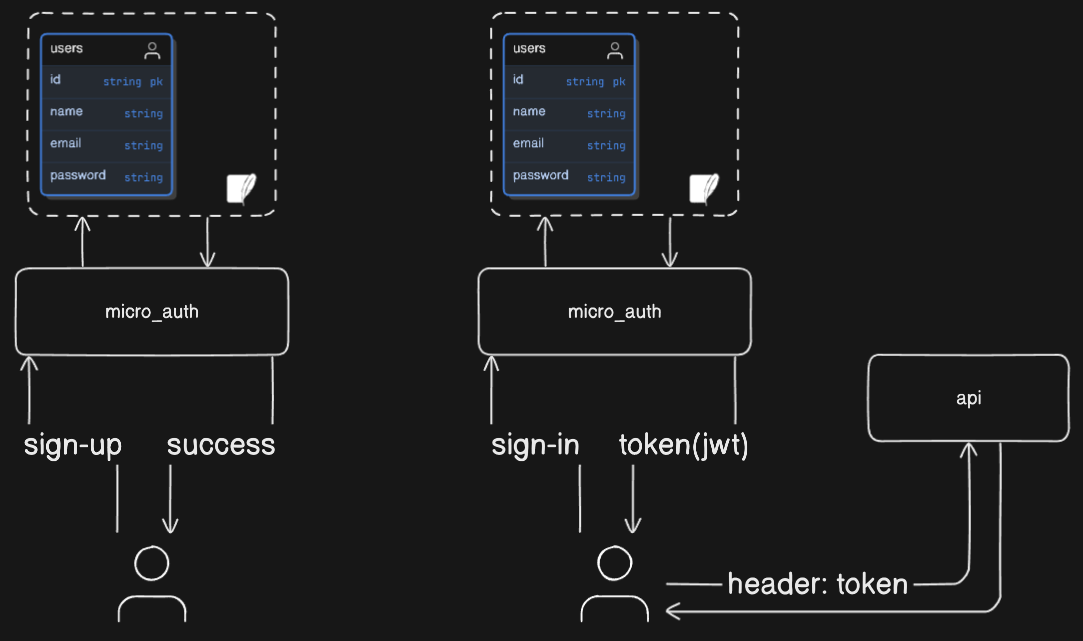 users
id string pk
name string
email string
password string
micro_auth
sign-up success
users
id string pk
name string
email string
password string
micro_auth
sign-in token(jwt)
api
header: token